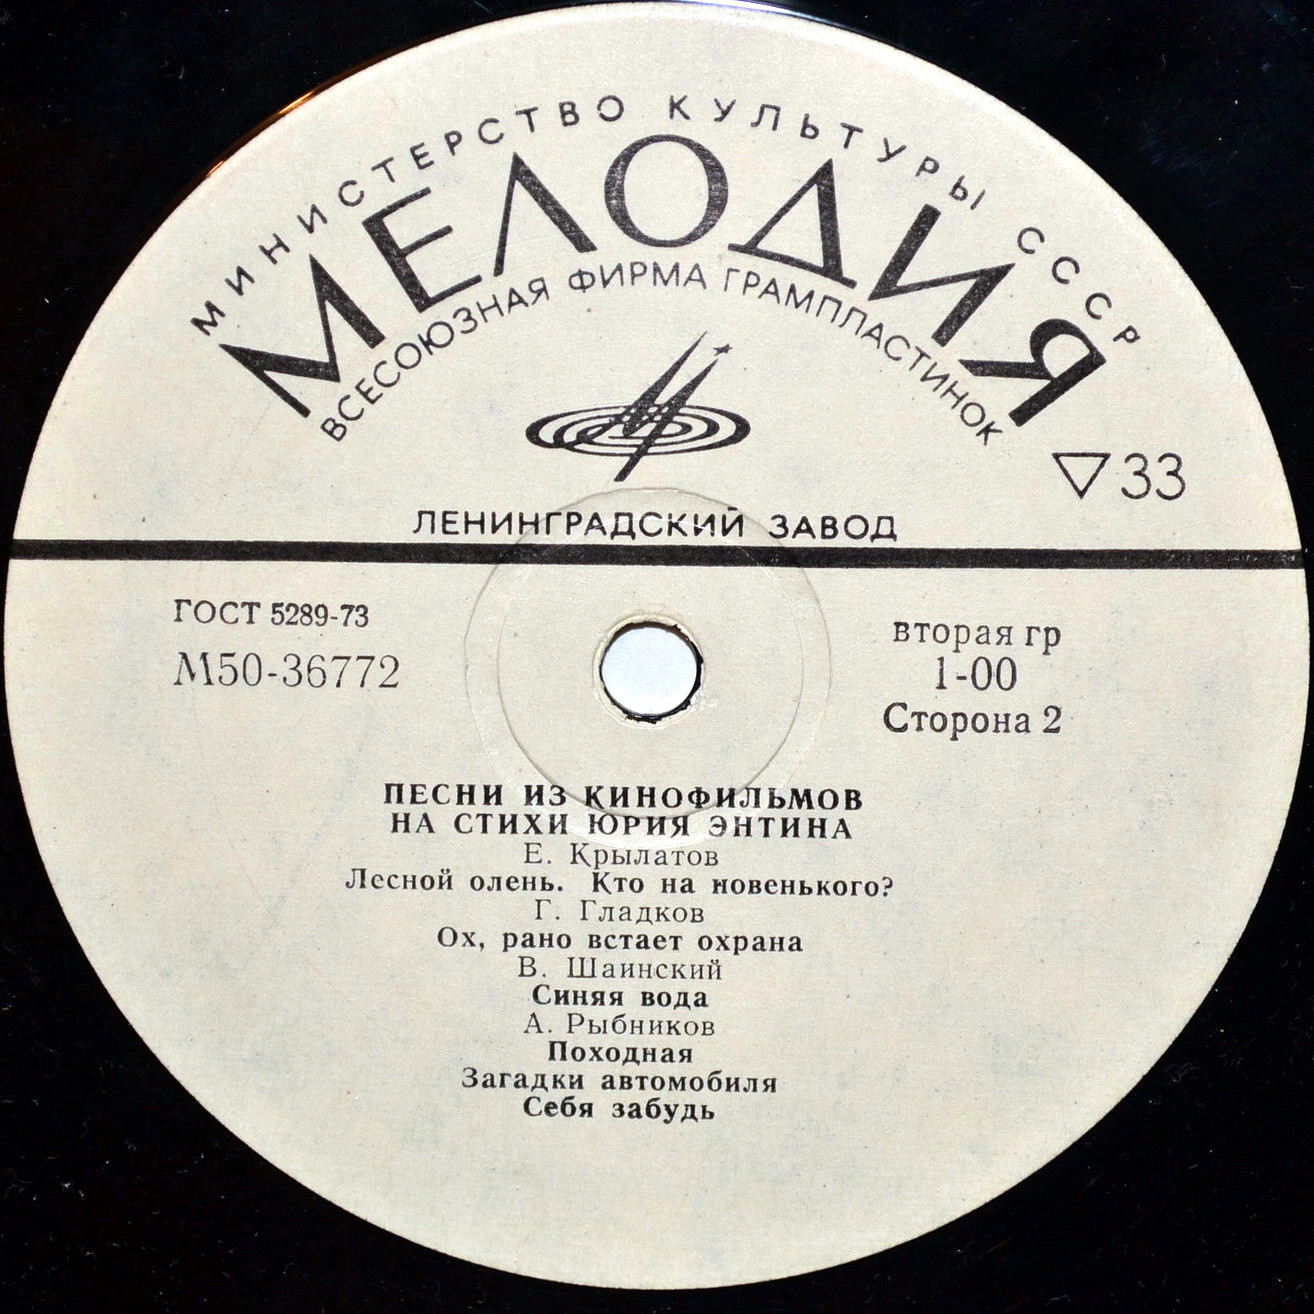 МИНИСТЕРСТВО КУЛЬТУРЫ СССР
МЕЛОДИЯ
ВСЕСОЮЗНАЯ ФИРМА ГРАМПЛАСТИНОК
▽33
ЛЕНИНГРАДСКИЙ ЗАВОД
ГОСТ 5289-73
М50-36772
вторая гр
1-00
Сторона 2
ПЕСНИ ИЗ КИНОФИЛЬМОВ
НА СТИХИ ЮРИЯ ЭНТИНА
Е. Крылатов
Лесной олень. Кто на новенького?
Г. Гладков
Ох, рано встает охрана
В. Шаинский
Синяя вода
А. Рыбников
Походная
Загадки автомобиля
Себя забудь